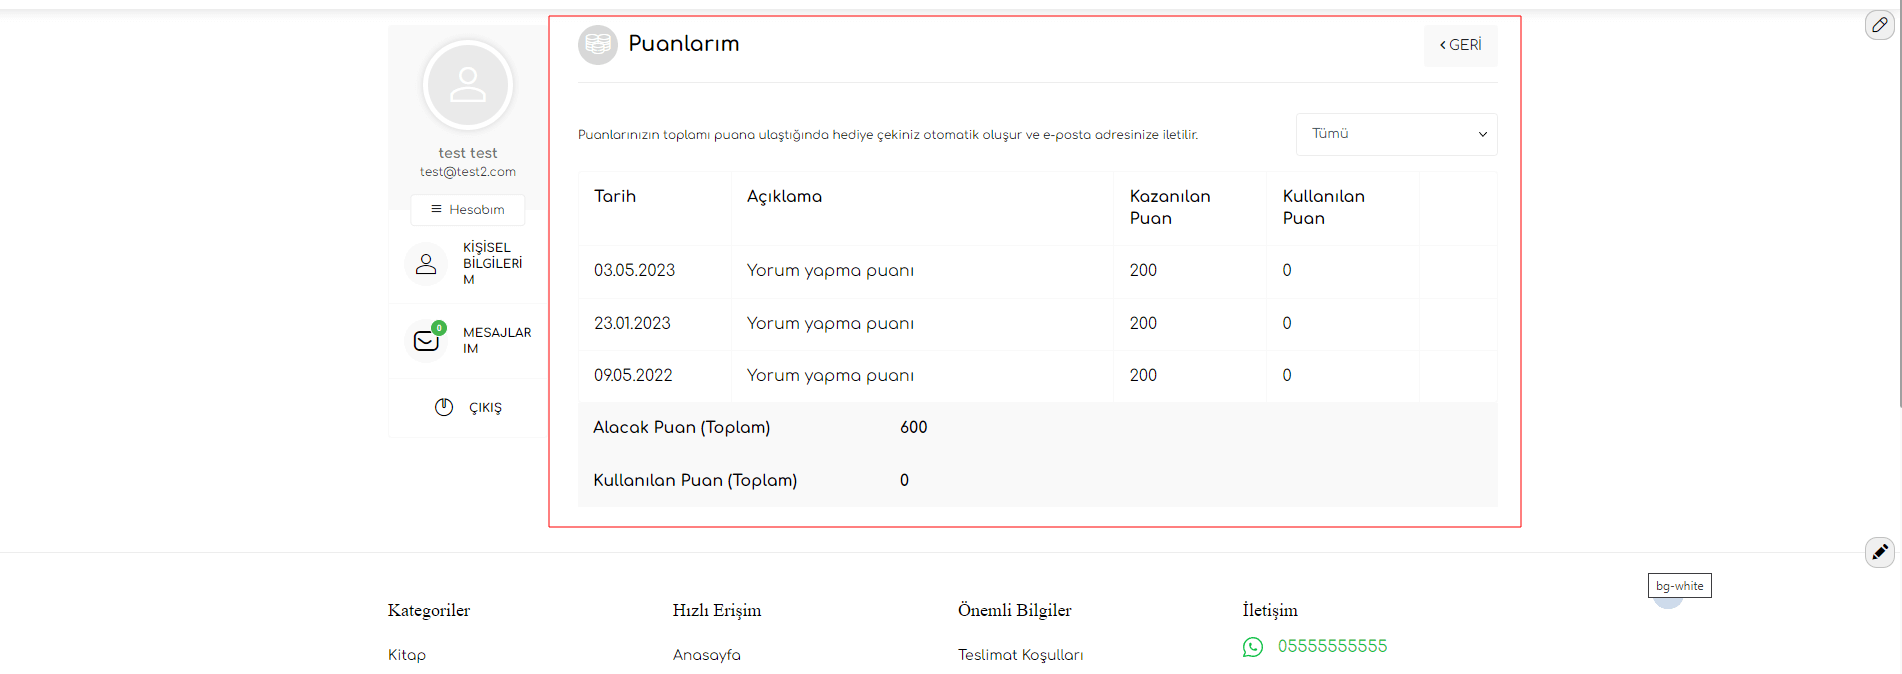 Puanlarım
GERİ
test test
test@test2.com
Hesabım
KİŞİSEL
BİLGİLERİ
M
0
MESAJLAR
IM
ÇIKIŞ
Puanlarınızın toplamı puana ulaştığında hediye çekiniz otomatik oluşur ve e-posta adresinize iletilir.
Tümü
Tarih Açıklama Kazanılan Puan Kullanılan Puan
03.05.2023 Yorum yapma puanı 200 0
23.01.2023 Yorum yapma puanı 200 0
09.05.2022 Yorum yapma puanı 200 0
Alacak Puan (Toplam) 600
Kullanılan Puan (Toplam) 0
bg-white
Kategoriler Hızlı Erişim Önemli Bilgiler İletişim
Kitap Anasayfa Teslimat Koşulları 05555555555